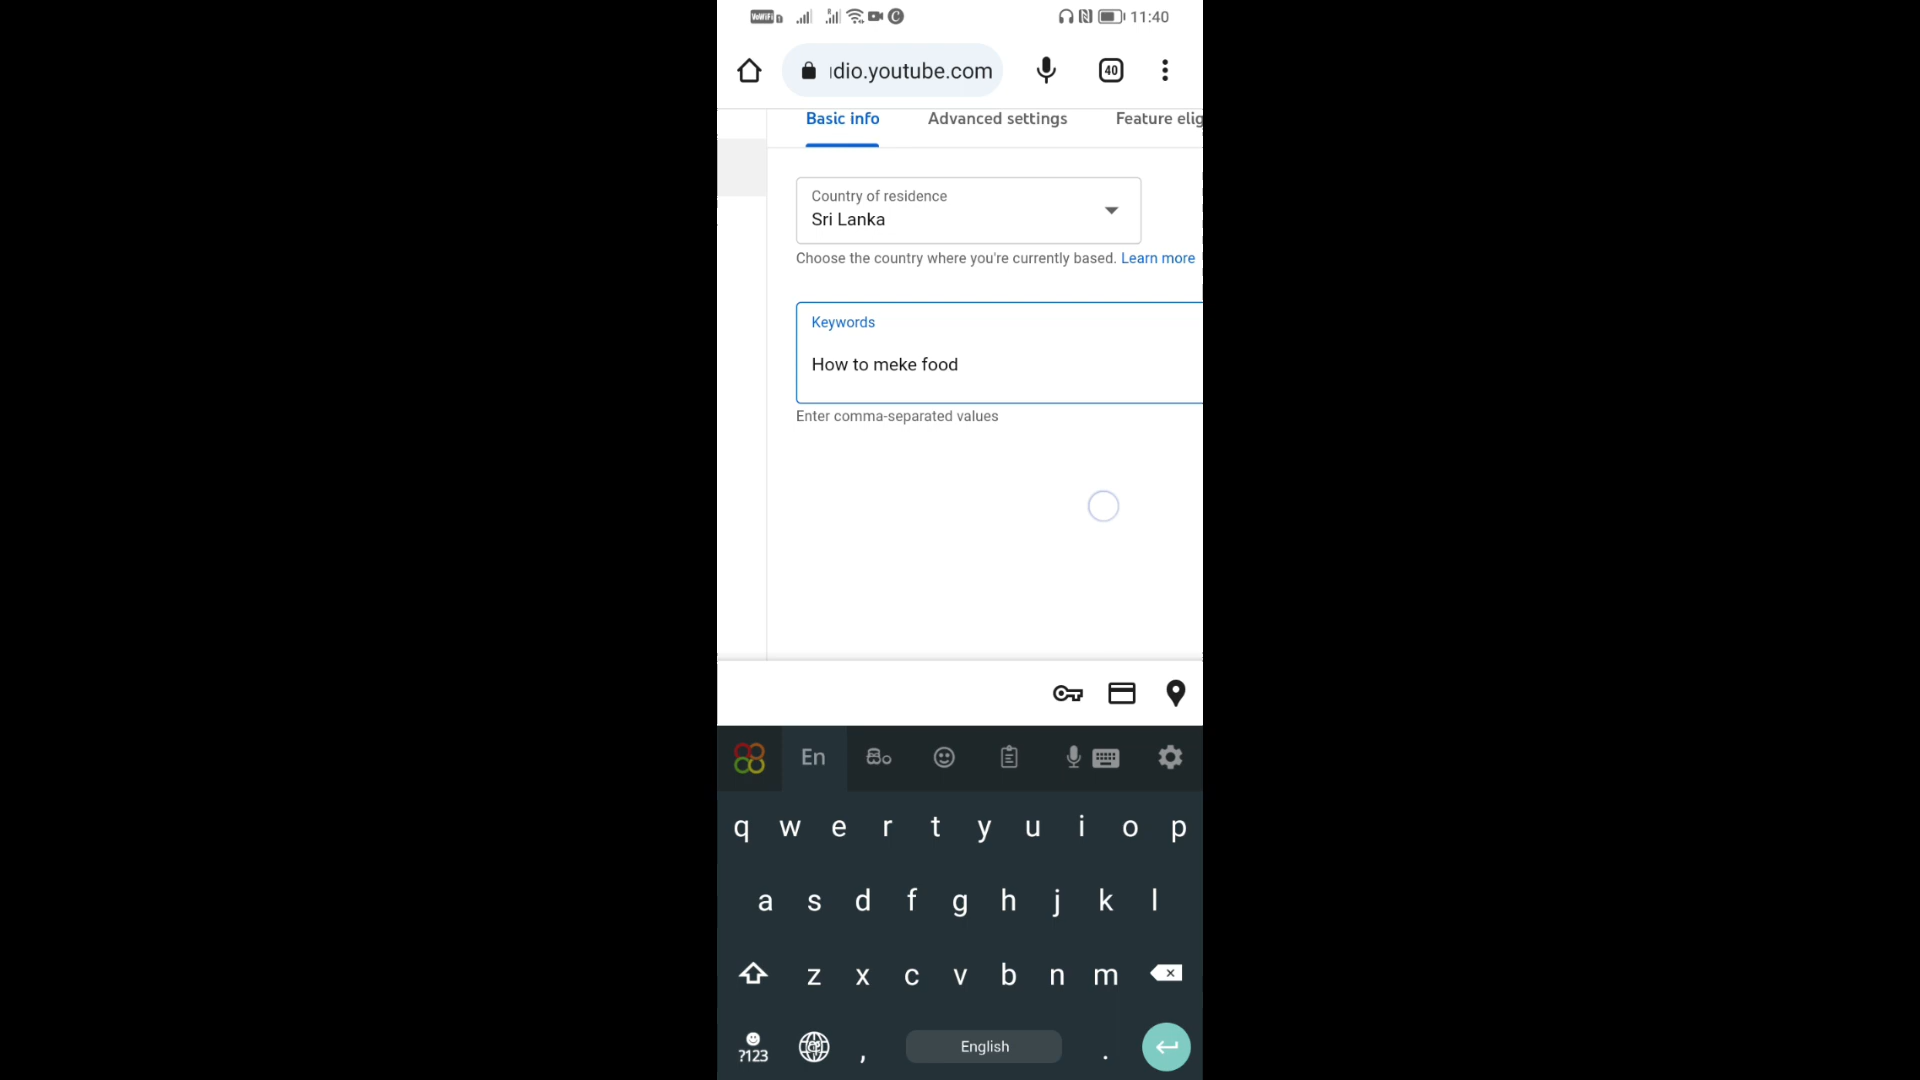 VoWiFi
R
11:40
dio.youtube.com
40
Basic info
Advanced settings
Feature elig
Country of residence
Sri Lanka
Choose the country where you're currently based. Learn more
Keywords
How to meke food
Enter comma-separated values
En
සිං
q w e r t y u i o p
a s d f g h j k l
z x c v b n m
?123
,
English
.